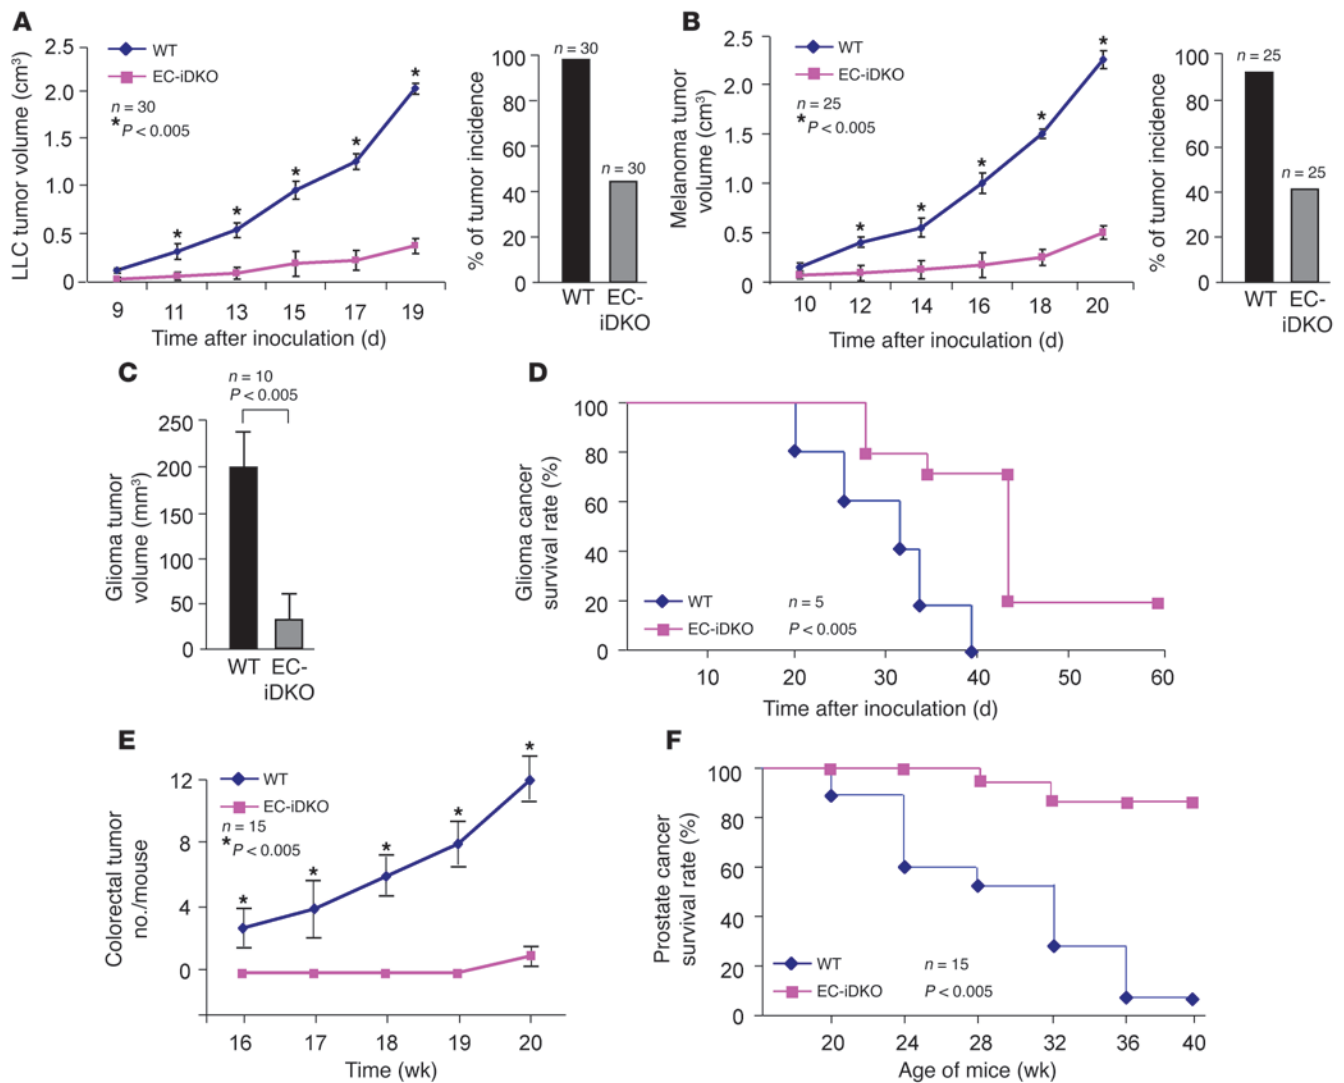 A
LLC tumor volume (cm³)
2.5
2.0
1.5
1.0
0.5
0
WT
EC-iDKO
n = 30
* P < 0.005
*
*
*
*
*
*
9 11 13 15 17 19
Time after inoculation (d)
% of tumor incidence
100
80
60
40
20
0
n = 30
n = 30
WT EC-
iDKO
B
Melanoma tumor
volume (cm³)
2.5
2.0
1.5
1.0
0.5
0
WT
EC-iDKO
n = 25
* P < 0.005
*
*
*
*
*
10 12 14 16 18 20
Time after inoculation (d)
% of tumor incidence
100
80
60
40
20
0
n = 25
n = 25
WT EC-
iDKO
C
n = 10
P < 0.005
Glioma tumor
volume (mm³)
250
200
150
100
50
0
WT EC-
iDKO
D
Glioma cancer
survival rate (%)
100
80
60
40
20
0
WT
EC-iDKO
n = 5
P < 0.005
10 20 30 40 50 60
Time after inoculation (d)
E
Colorectal tumor
no./mouse
12
8
4
0
WT
EC-iDKO
n = 15
* P < 0.005
*
*
*
*
*
16 17 18 19 20
Time (wk)
F
Prostate cancer
survival rate (%)
100
80
60
40
20
0
WT
EC-iDKO
n = 15
P < 0.005
20 24 28 32 36 40
Age of mice (wk)